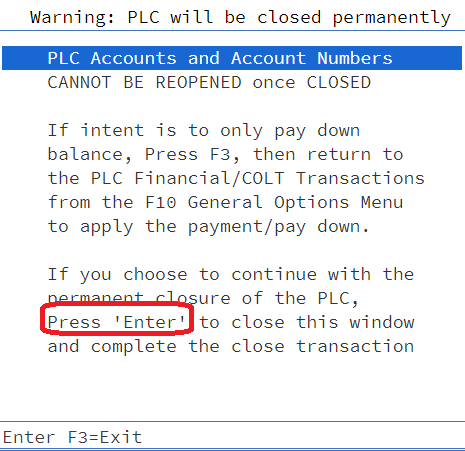 Warning: PLC will be closed permanently
PLC Accounts and Account Numbers
CANNOT BE REOPENED once CLOSED
If intent is to only pay down
balance, Press F3, then return to
the PLC Financial/COLT Transactions
from the F10 General Options Menu
to apply the payment/pay down.
If you choose to continue with the
permanent closure of the PLC,
Press 'Enter' to close this window
and complete the close transaction
Enter F3=Exit